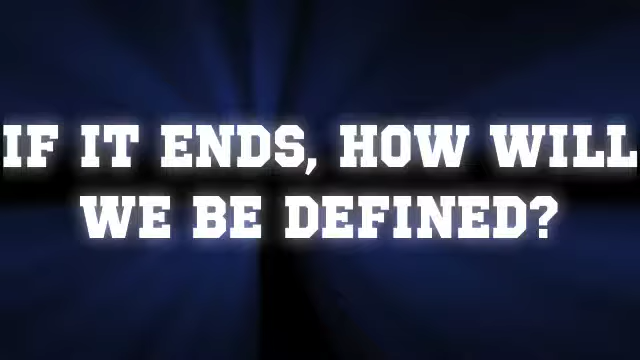 IF IT ENDS, HOW WILL
WE BE DEFINED?